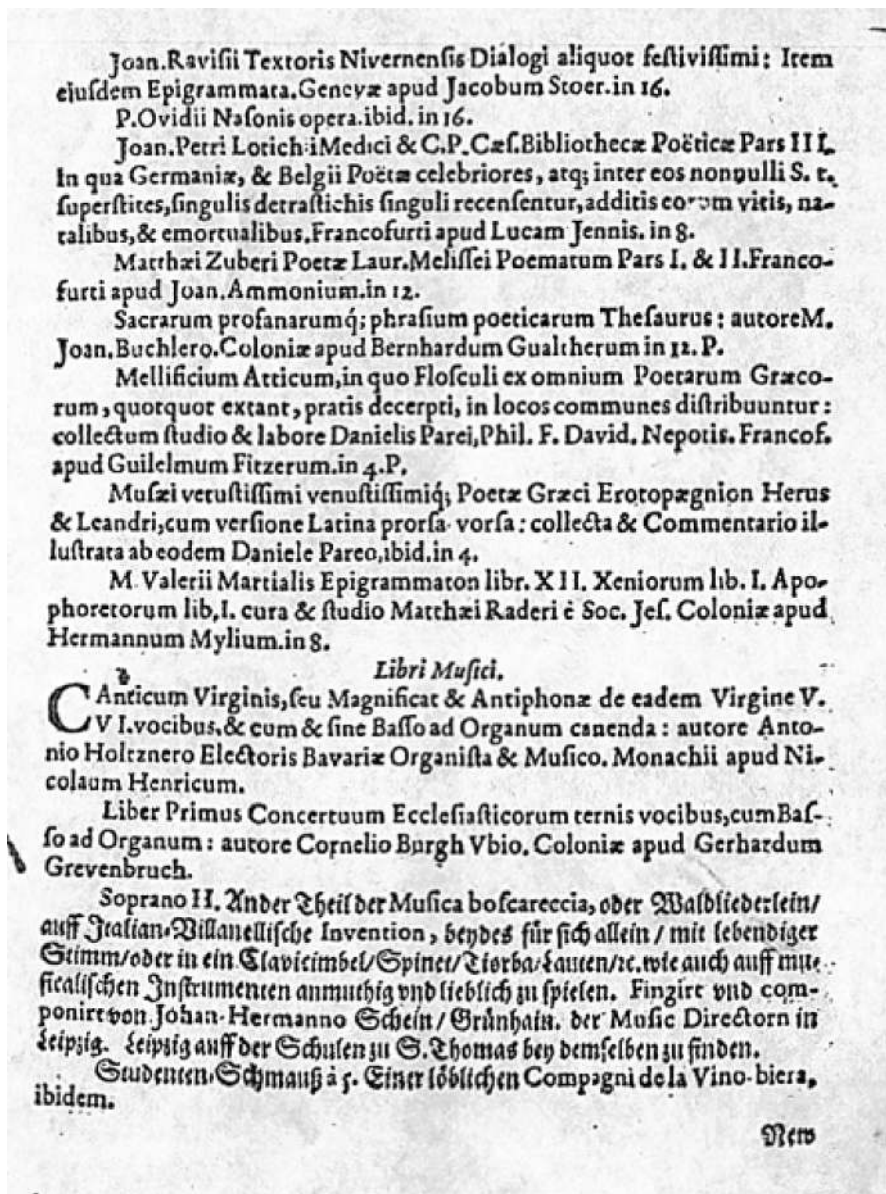 Joan.Raviſii Textoris Nivernenſis Dialogi aliquot feſtiviſſimi: Item
ejuſdem Epigrammata.Genevæ apud Jacobum Stoer.in 16.
P.Ovidii Naſonis opera.ibid.in 16.
Joan.Petri Lotichii Medici & C.P.Cæſ.Bibliothecæ Poëticæ Pars III.
In qua Germaniæ, & Belgii Poëtæ celebriores, atq; inter eos nonnulli S. t.
ſuperſtites,ſingulis detraſtichis ſinguli recenſentur,additis eorum vitis, na-
talibus,& emortualibus.Francofurti apud Lucam Jennis. in 8.
Matthæi Zuberi Poetæ Laur.Meliſſei Poematum Pars I. & II.Franco-
furti apud Joan.Ammonium.in 12.
Sacrarum profanarumq́; phraſium poeticarum Theſaurus: autoreM.
Joan.Buchlero.Coloniæ apud Bernhardum Gualtherum in 12. P.
Mellificium Atticum,in quo Floſculi ex omnium Poetarum Græco-
rum, quotquot extant, pratis decerpti, in locos communes diſtribuuntur:
collectum ſtudio & labore Danielis Parei,Phil. F. David. Nepotis. Francof.
apud Guilelmum Fitzerum.in 4.P.
Muſæi vetuſtiſſimi venuſtiſſimiq́; Poetæ Græci Erotopægnion Herus
& Leandri,cum verſione Latina prorſa-vorſa: collecta & Commentario il-
luſtrata ab eodem Daniele Pareo,ibid.in 4.
M. Valerii Martialis Epigrammaton libr. XII. Xeniorum lib. I. Apo-
phoretorum lib,I. cura & ſtudio Matthæi Raderi è Soc. Jeſ. Coloniæ apud
Hermannum Mylium.in 8.
Libri Muſici.
CAnticum Virginis,ſeu Magnificat & Antiphonæ de eadem Virgine V.
V I.vocibus,& cum & ſine Baſſo ad Organum canenda: autore Anto-
nio Holtznero Electoris Bavariæ Organiſta & Muſico. Monachii apud Ni-
colaum Henricum.
Liber Primus Concertuum Eccleſiaſticorum ternis vocibus,cum Baſ-
ſo ad Organum: autore Cornelio Burgh Vbio. Coloniæ apud Gerhardum
Grevenbruch.
Soprano II. Ander Theil der Muſica boſcareccia, oder Waldliederlein/
auff Italian-Villanelliſche Invention, beydes für ſich allein/ mit lebendiger
Stimm/oder in ein Clavicimbel/Spinet/Tiorba/Lauten/ꝛc.wie auch auff mu-
ſicaliſchen Inſtrumenten anmuthig vnd lieblich zu ſpielen. Fingirt vnd com-
ponirt von Johan-Hermanno Schein/ Grünhain. der Muſic Directorn in
Leipzig. Leipzig auff der Schulen zu S.Thomas bey demſelben zu finden.
Studenten-Schmauß à 5. Einer löblichen Compagni de la Vino-biera,
ibidem.
New